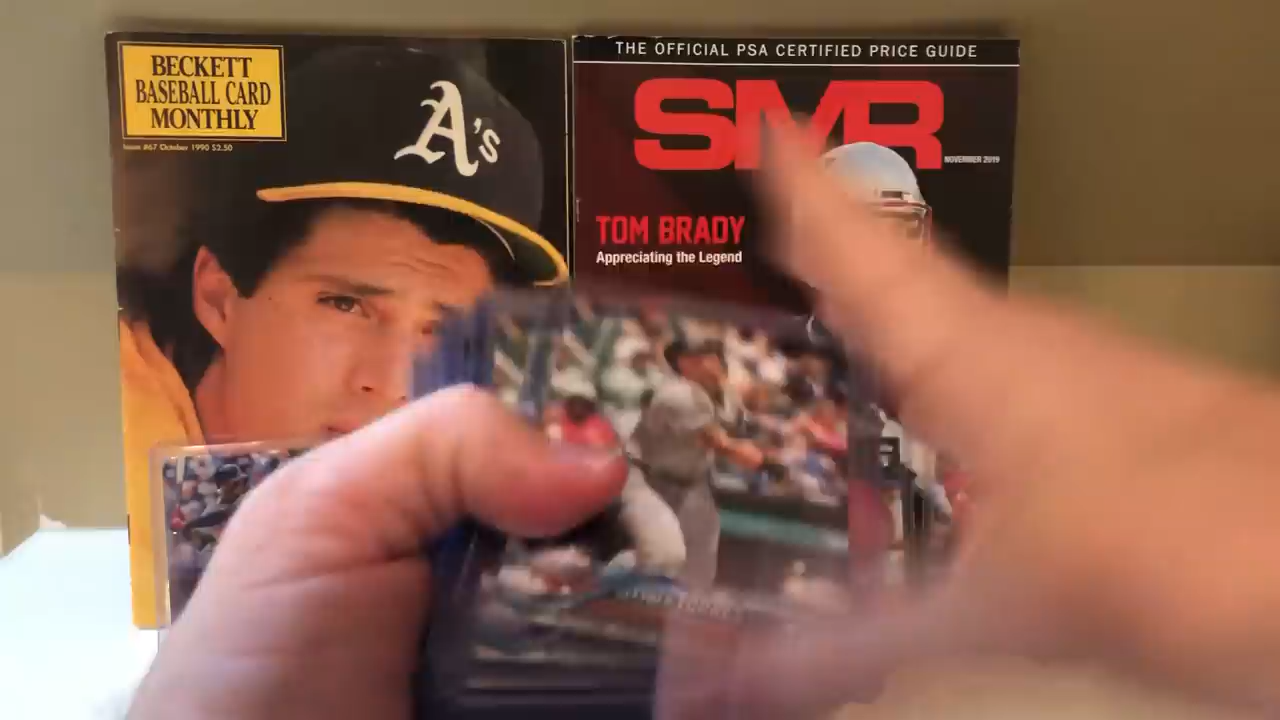 BECKETT
BASEBALL CARD
MONTHLY
Issue #67 October 1990 $2.50
A's
THE OFFICIAL PSA CERTIFIED PRICE GUIDE
SMR
NOVEMBER 2019
TOM BRADY
Appreciating the Legend